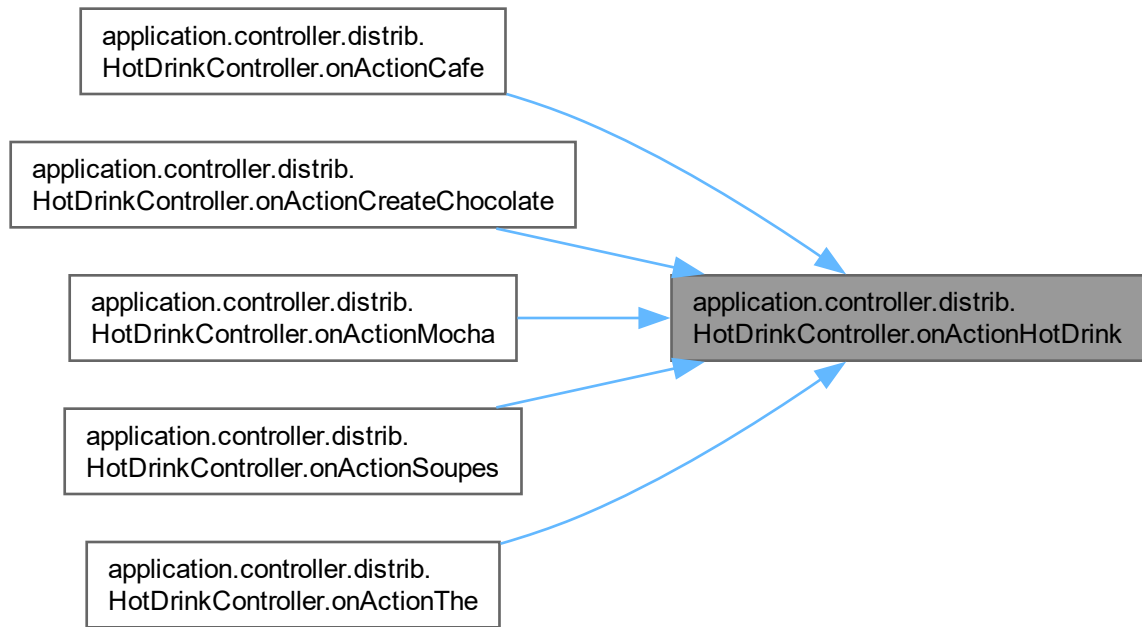 application.controller.distrib.
HotDrinkController.onActionCafe
application.controller.distrib.
HotDrinkController.onActionCreateChocolate
application.controller.distrib.
HotDrinkController.onActionMocha
application.controller.distrib.
HotDrinkController.onActionHotDrink
application.controller.distrib.
HotDrinkController.onActionSoupes
application.controller.distrib.
HotDrinkController.onActionThe